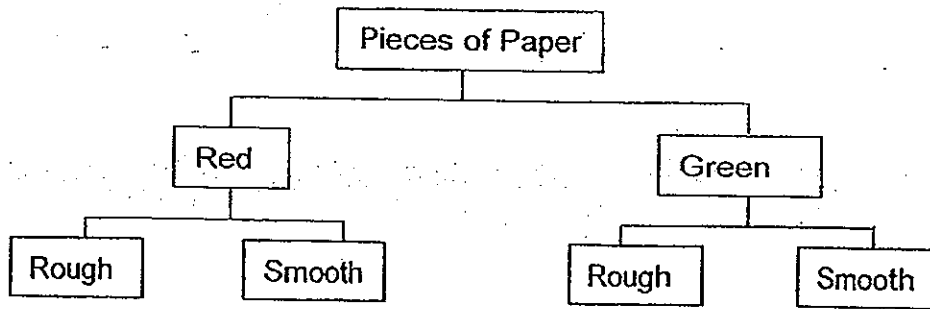 Pieces of Paper
Red
Green
Rough
Smooth
Rough
Smooth